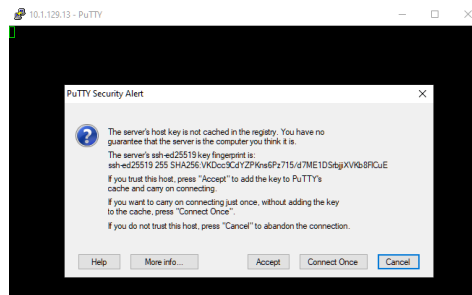 10.1.129.13 - PuTTY
PuTTY Security Alert
The server's host key is not cached in the registry. You have no
guarantee that the server is the computer you think it is.
The server's ssh-ed25519 key fingerprint is:
ssh-ed25519 255 SHA256:VKDcc9CdYZPKns6Pz715/d7ME1DSrbjjiXVKb8FlCuE
If you trust this host, press "Accept" to add the key to PuTTY's
cache and carry on connecting.
If you want to carry on connecting just once, without adding the key
to the cache, press "Connect Once".
If you do not trust this host, press "Cancel" to abandon the connection.
Help
More info...
Accept
Connect Once
Cancel